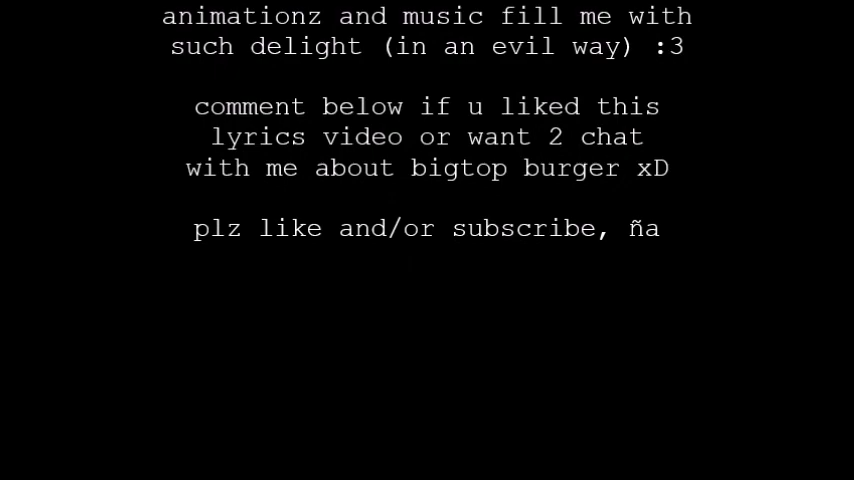 animationz and music fill me with
such delight (in an evil way) :3
comment below if u liked this
lyrics video or want 2 chat
with me about bigtop burger xD
plz like and/or subscribe, ña